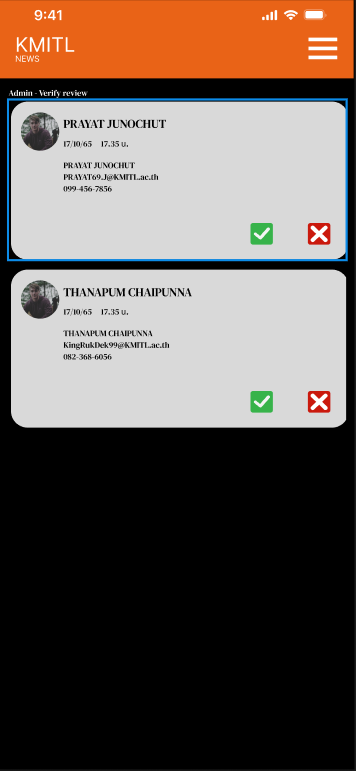 9:41
KMITL
NEWS
Admin - Verify review
PRAYAT JUNOCHUT
17/10/65 17.35 น.
PRAYAT JUNOCHUT
PRAYAT69.J@KMITL.ac.th
099-456-7856
THANAPUM CHAIPUNNA
17/10/65 17.35 น.
THANAPUM CHAIPUNNA
KingRukDek99@KMITL.ac.th
082-368-6056